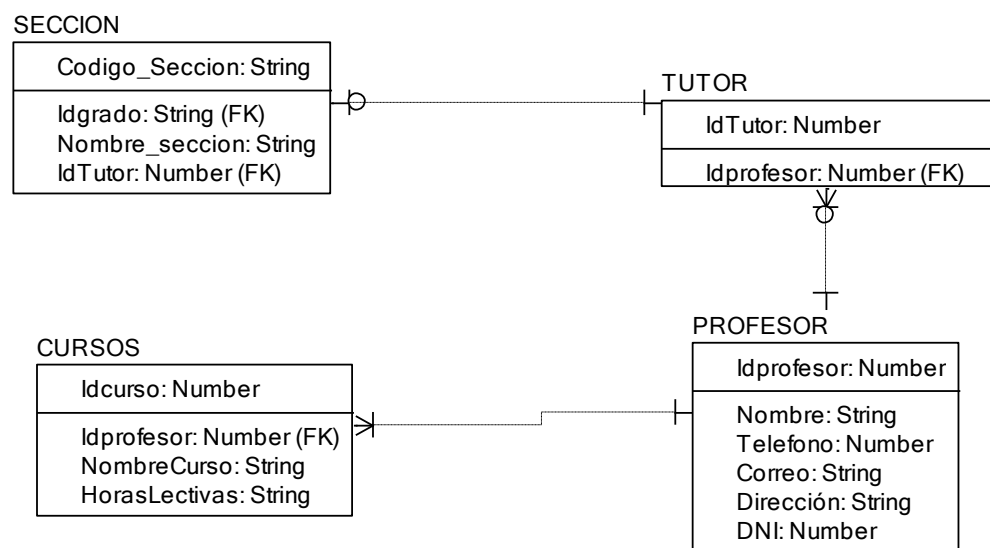 SECCION
Codigo_Seccion: String
Idgrado: String (FK)
Nombre_seccion: String
IdTutor: Number (FK)
TUTOR
IdTutor: Number
Idprofesor: Number (FK)
CURSOS
Idcurso: Number
Idprofesor: Number (FK)
NombreCurso: String
HorasLectivas: String
PROFESOR
Idprofesor: Number
Nombre: String
Telefono: Number
Correo: String
Dirección: String
DNI: Number